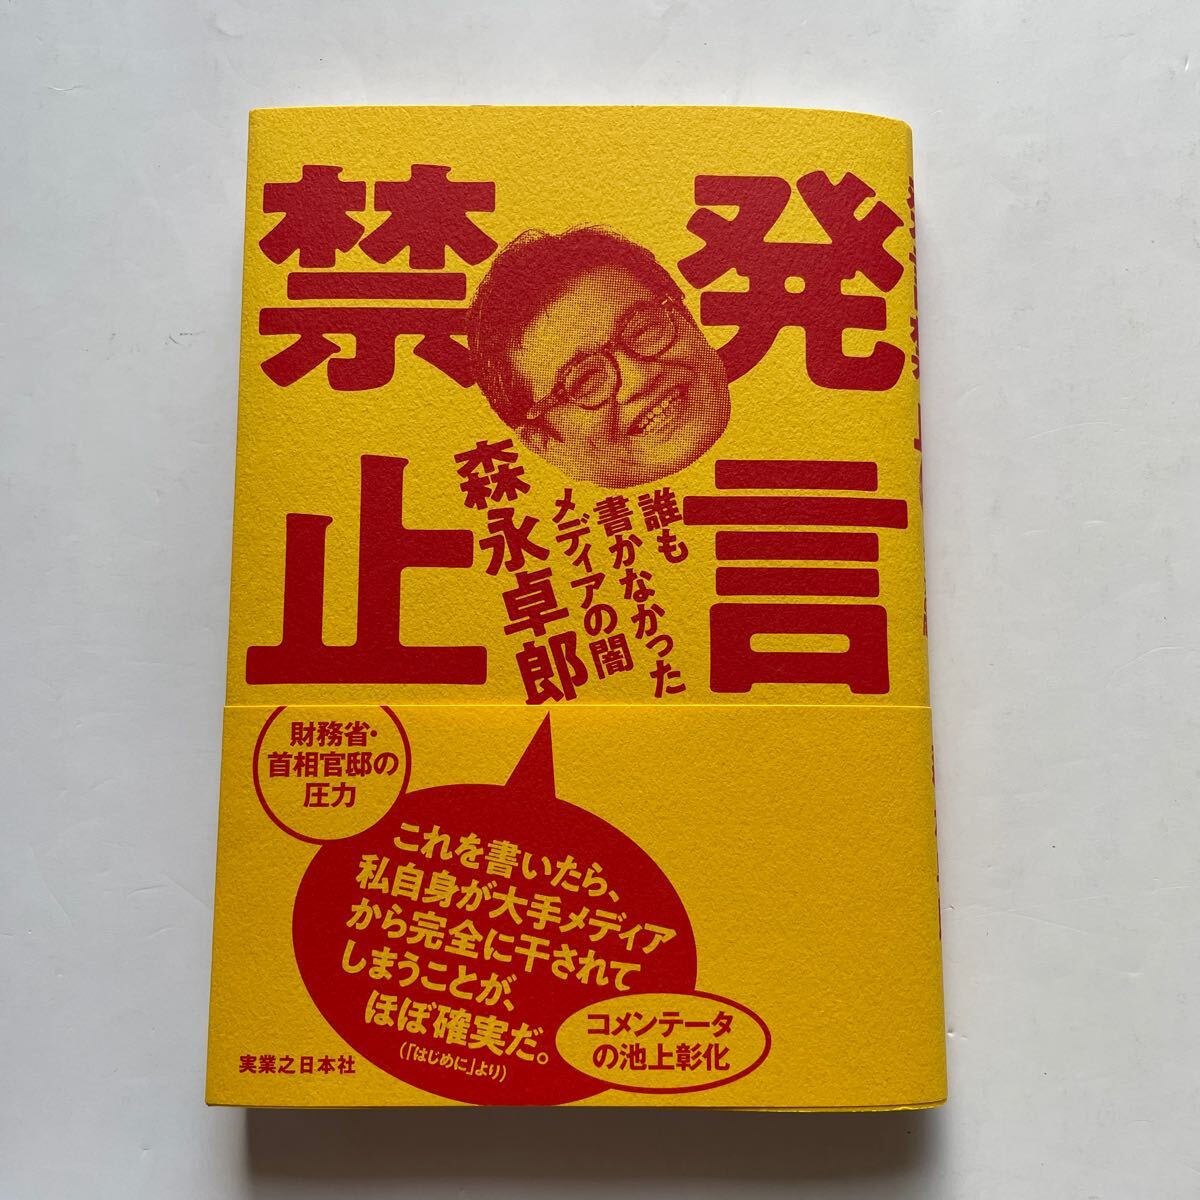 発言
禁止
誰も
書かなかった
メディアの闇
森永卓郎
財務省・
首相官邸の
圧力
これを書いたら、
私自身が大手メディア
から完全に干されて
しまうことが、
ほぼ確実だ。
(「はじめに」より)
コメンテータ
の池上彰化
実業之日本社